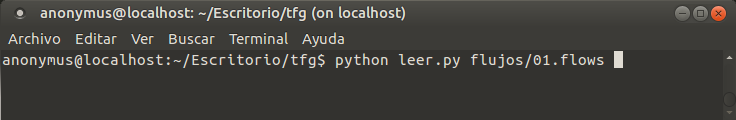 anonymus@localhost: ~/Escritorio/tfg (on localhost)
Archivo Editar Ver Buscar Terminal Ayuda
anonymus@localhost:~/Escritorio/tfg$ python leer.py flujos/01.flows